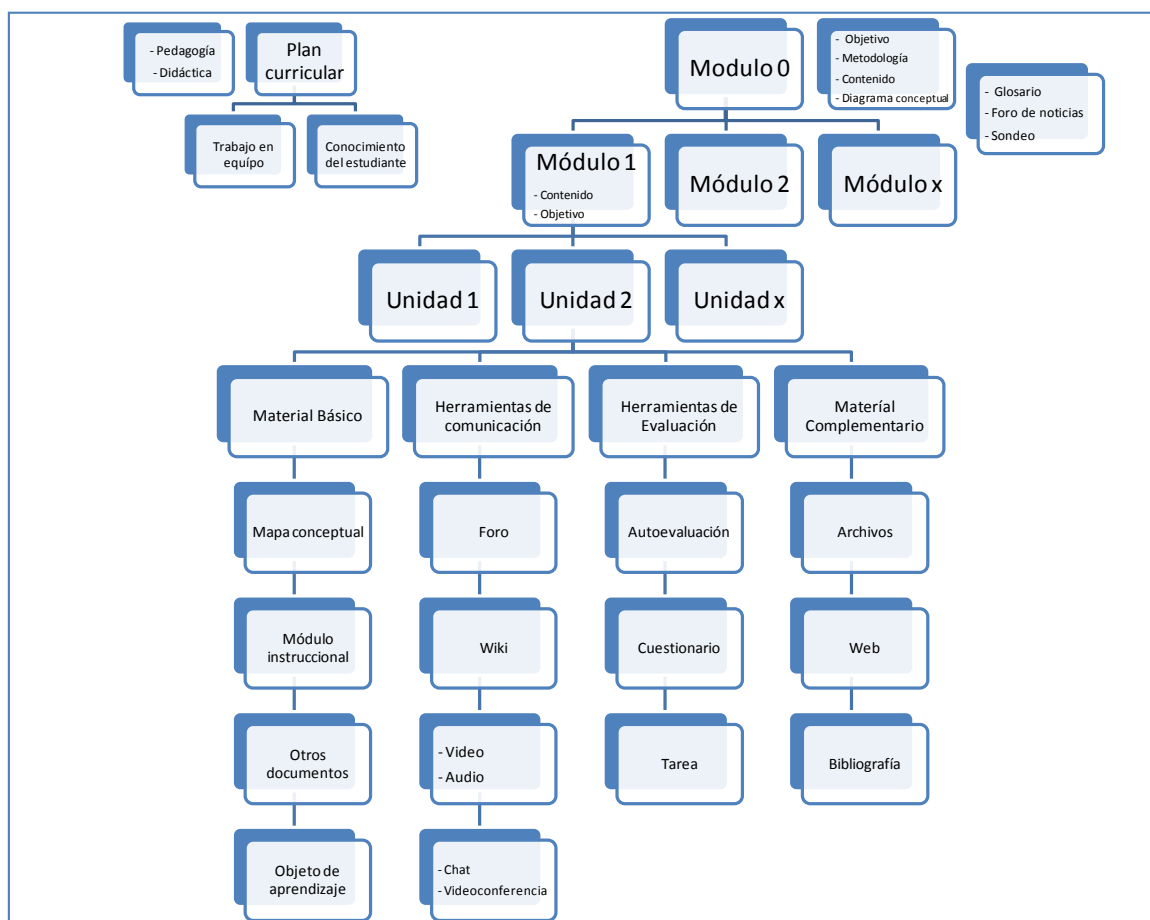 - Pedagogía
- Didáctica
Plan
curricular
Trabajo en
equípo
Conocimiento
del estudiante
Modulo 0
- Objetivo
- Metodología
- Contenido
- Diagrama conceptual
- Glosario
- Foro de noticias
- Sondeo
Módulo 1
- Contenido
- Objetivo
Módulo 2
Módulo x
Unidad 1
Unidad 2
Unidad x
Material Básico
Herramientas de
comunicación
Herramientas de
Evaluación
Materíal
Complementario
Mapa conceptual
Foro
Autoevaluación
Archivos
Módulo
instruccional
Wiki
Cuestionario
Web
Otros
documentos
- Video
- Audio
Tarea
Bibliografía
Objeto de
aprendizaje
- Chat
- Videoconferencia